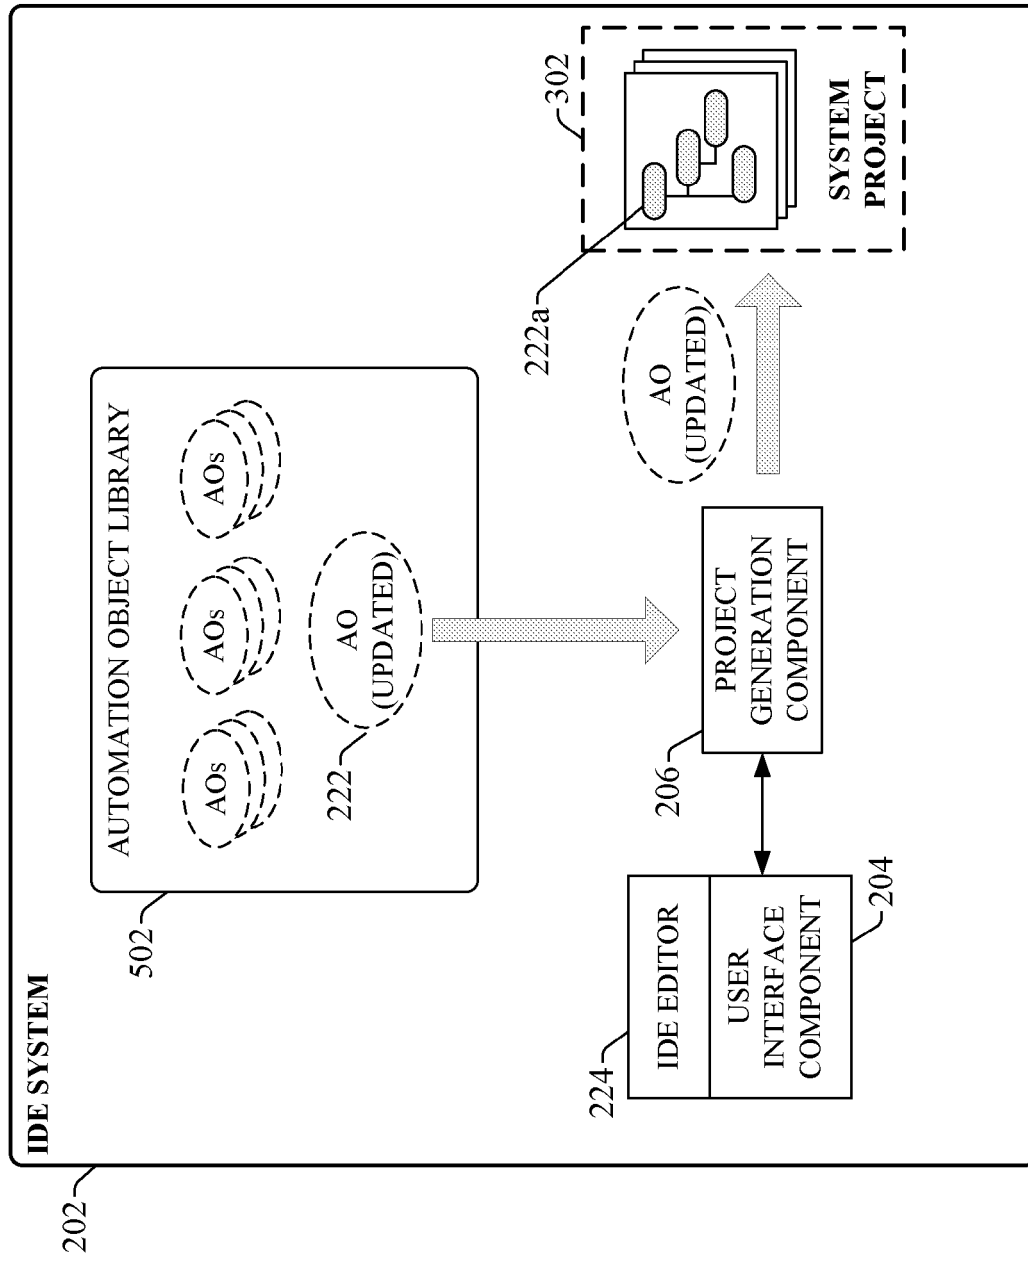 202
IDE SYSTEM
502
AUTOMATION OBJECT LIBRARY
AOs
AOs
AOs
222
AO
(UPDATED)
224
IDE EDITOR
USER
INTERFACE
COMPONENT
204
206
PROJECT
GENERATION
COMPONENT
AO
(UPDATED)
222a
302
SYSTEM
PROJECT